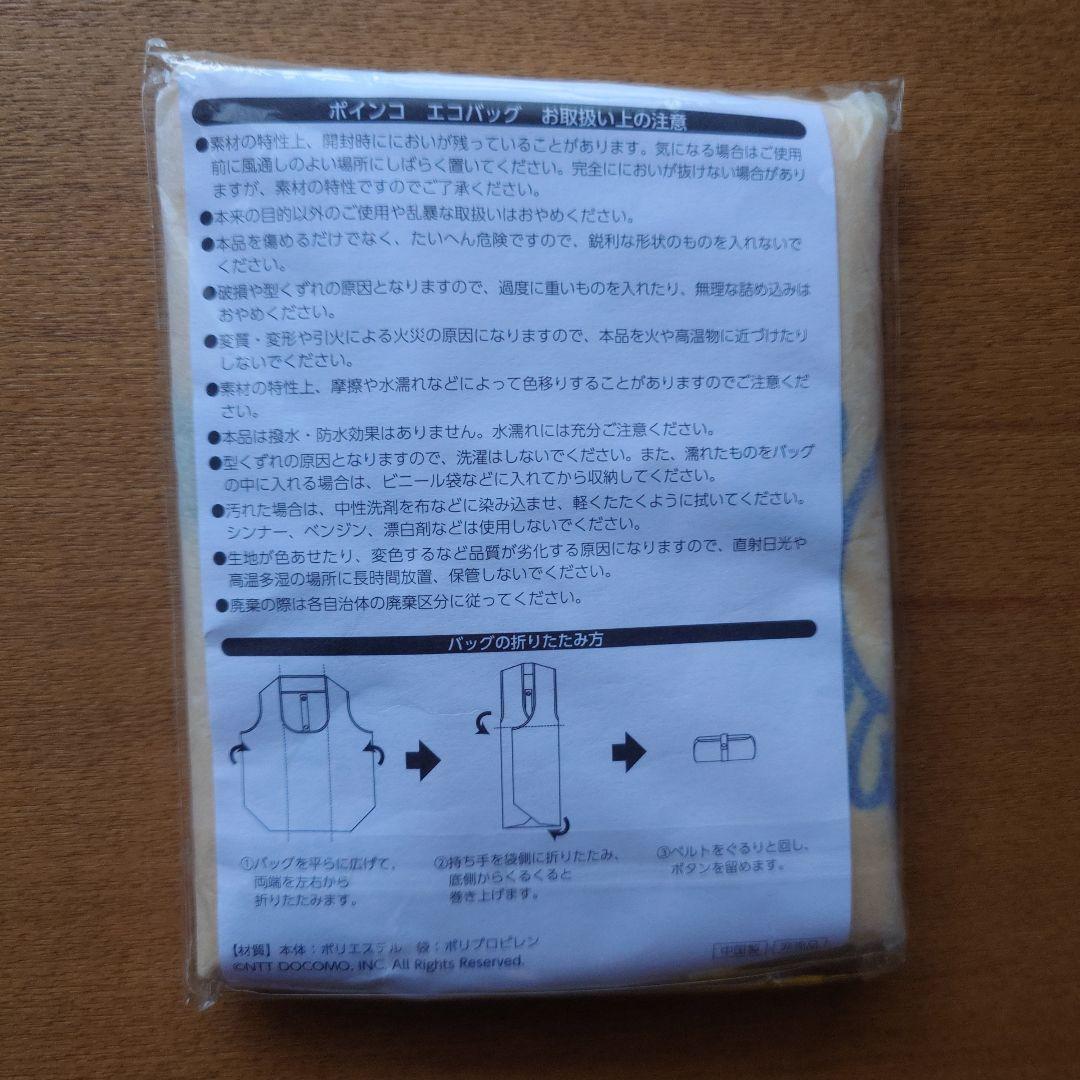 ポインコ エコバッグ お取扱い上の注意
●素材の特性上、開封時ににおいが残っていることがあります。気になる場合はご使用
前に風通しのよい場所にしばらく置いてください。完全ににおいが抜けない場合があり
ますが、素材の特性ですのでご了承ください。
●本来の目的以外のご使用や乱暴な取扱いはおやめください。
●本品を傷めるだけでなく、たいへん危険ですので、鋭利な形状のものを入れないで
ください。
●破損や型くずれの原因となりますので、過度に重いものを入れたり、無理な詰め込みは
おやめください。
●変質・変形や引火による火災の原因になりますので、本品を火や高温物に近づけたり
しないでください。
●素材の特性上、摩擦や水濡れなどによって色移りすることがありますのでご注意くだ
さい。
●本品は撥水・防水効果はありません。水濡れには充分ご注意ください。
●型くずれの原因となりますので、洗濯はしないでください。また、濡れたものをバッグ
の中に入れる場合は、ビニール袋などに入れてから収納してください。
●汚れた場合は、中性洗剤を布などに染み込ませ、軽くたたくように拭いてください。
シンナー、ベンジン、漂白剤などは使用しないでください。
●生地が色あせたり、変色するなど品質が劣化する原因になりますので、直射日光や
高温多湿の場所に長時間放置、保管しないでください。
●廃棄の際は各自治体の廃棄区分に従ってください。
バッグの折りたたみ方
①バッグを平らに広げて、
両端を左右から
折りたたみます。
②持ち手を袋側に折りたたみ、
底側からくるくると
巻き上げます。
③ベルトをぐるりと回し、
ボタンを留めます。
【材質】本体：ポリエステル 袋：ポリプロピレン
©NTT DOCOMO, INC. All Rights Reserved.
中国製 非売品